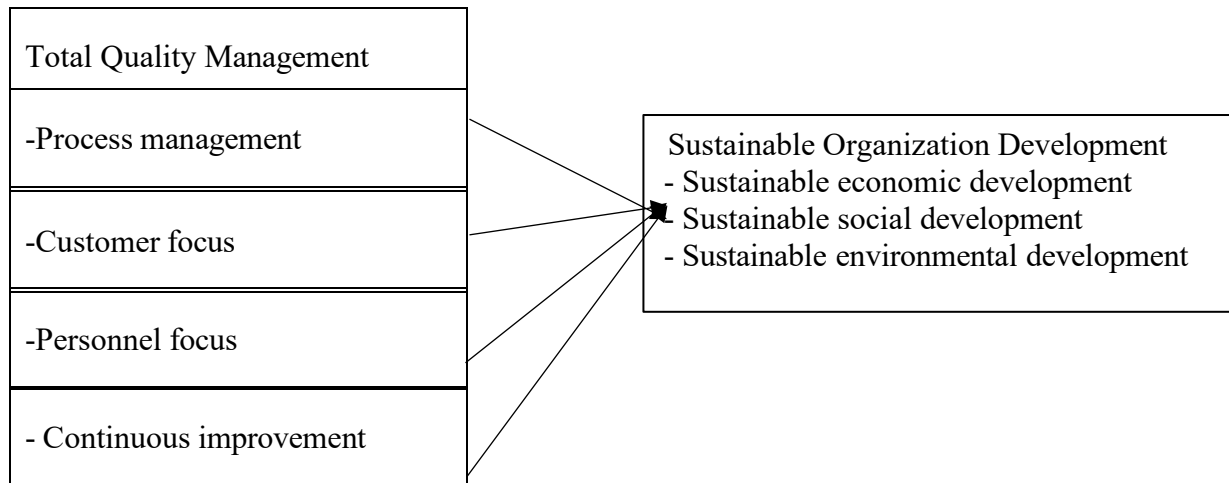 Total Quality Management
-Process management
-Customer focus
-Personnel focus
- Continuous improvement
Sustainable Organization Development
- Sustainable economic development
- Sustainable social development
- Sustainable environmental development